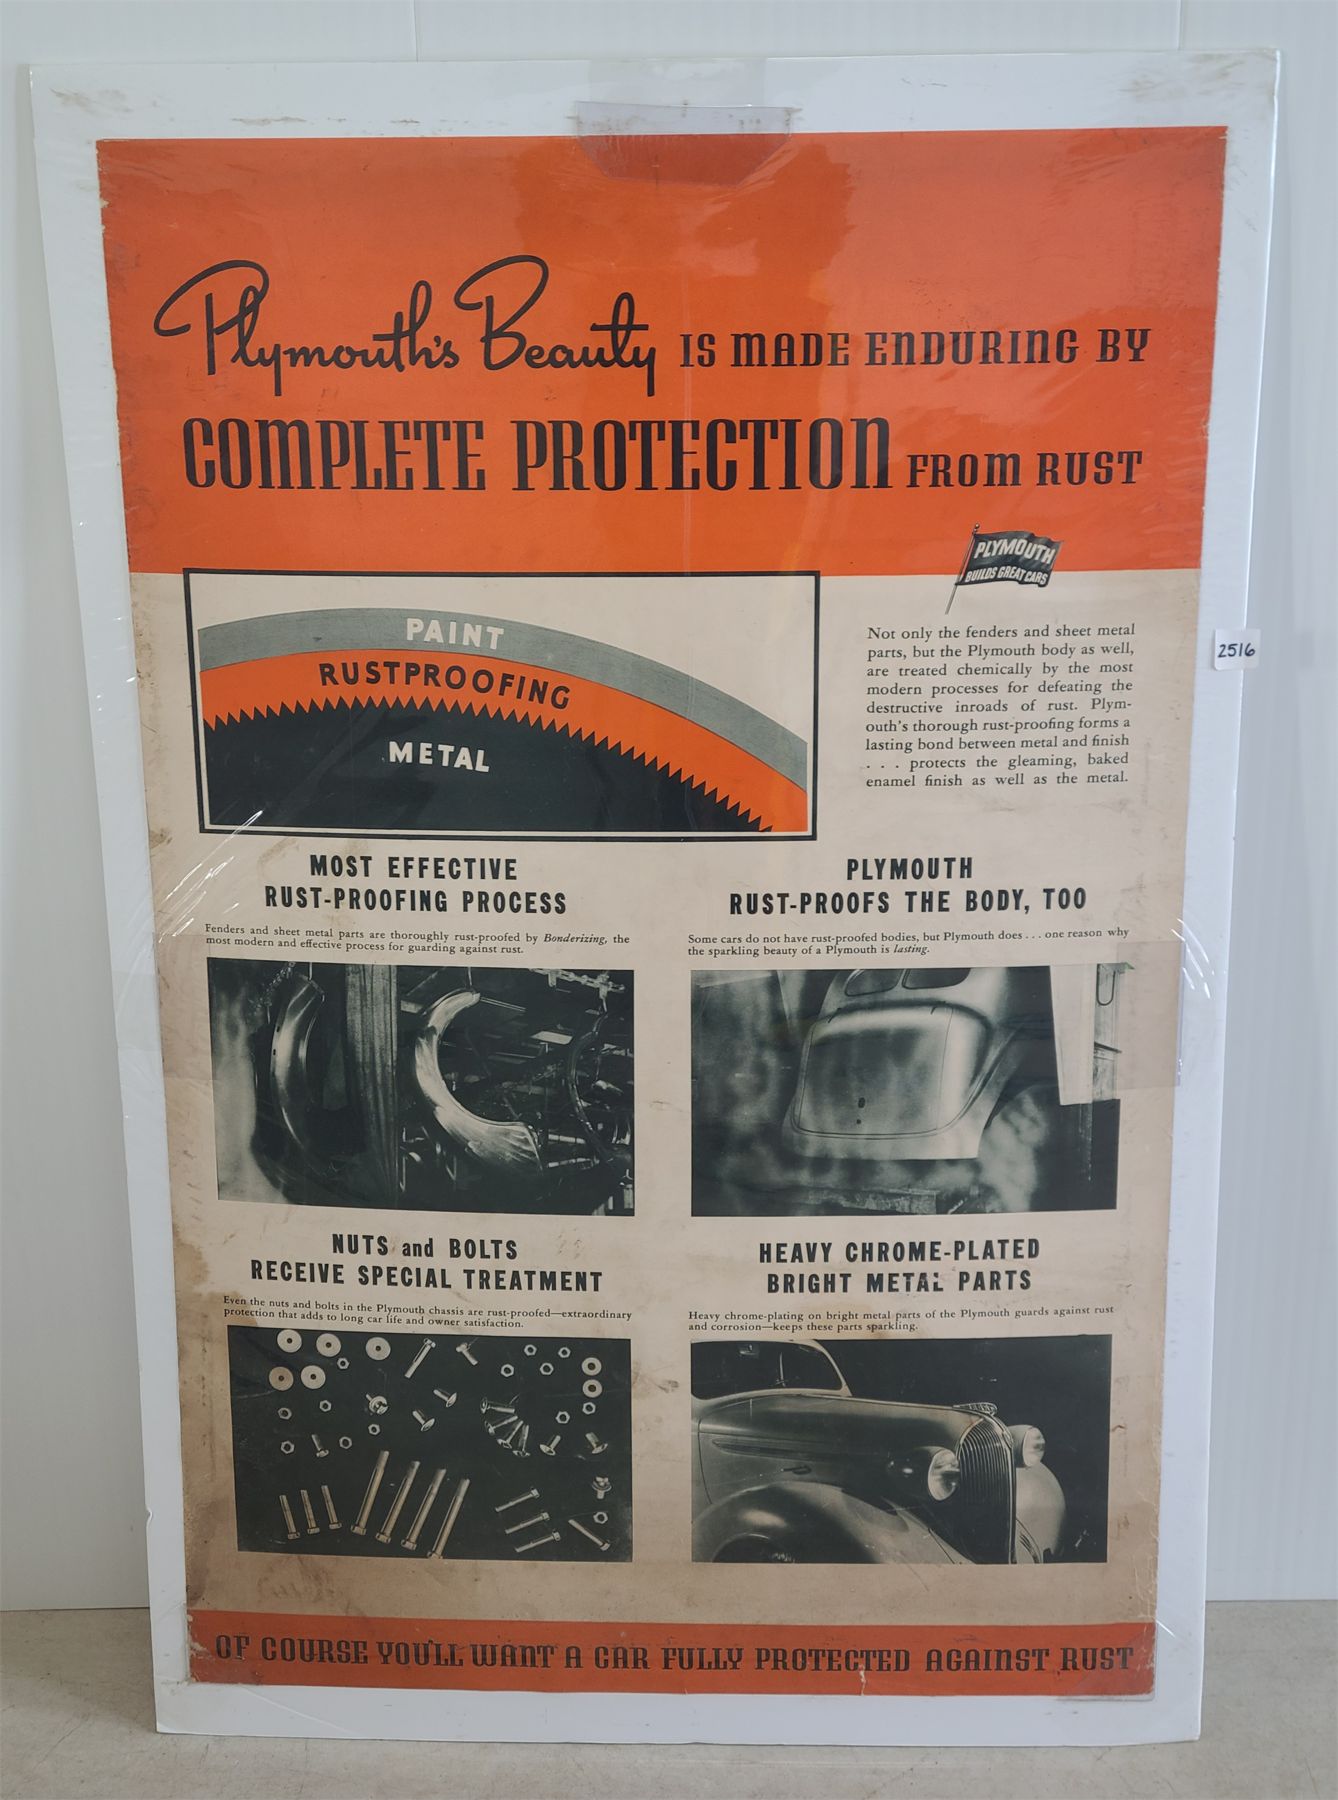 Plymouth's Beauty IS MADE ENDURING BY
COMPLETE PROTECTION FROM RUST
PLYMOUTH
BUILDS GREAT CARS
PAINT
RUSTPROOFING
METAL
Not only the fenders and sheet metal
parts, but the Plymouth body as well,
are treated chemically by the most
modern processes for defeating the
destructive inroads of rust. Plym-
outh's thorough rust-proofing forms a
lasting bond between metal and finish
. . . protects the gleaming, baked
enamel finish as well as the metal.
2516
MOST EFFECTIVE
RUST-PROOFING PROCESS
Fenders and sheet metal parts are thoroughly rust-proofed by Bonderizing, the
most modern and effective process for guarding against rust.
PLYMOUTH
RUST-PROOFS THE BODY, TOO
Some cars do not have rust-proofed bodies, but Plymouth does . . . one reason why
the sparkling beauty of a Plymouth is lasting.
NUTS and BOLTS
RECEIVE SPECIAL TREATMENT
Even the nuts and bolts in the Plymouth chassis are rust-proofed—extraordinary
protection that adds to long car life and owner satisfaction.
HEAVY CHROME-PLATED
BRIGHT METAL PARTS
Heavy chrome-plating on bright metal parts of the Plymouth guards against rust
and corrosion—keeps these parts sparkling.
OF COURSE YOU'LL WANT A CAR FULLY PROTECTED AGAINST RUST